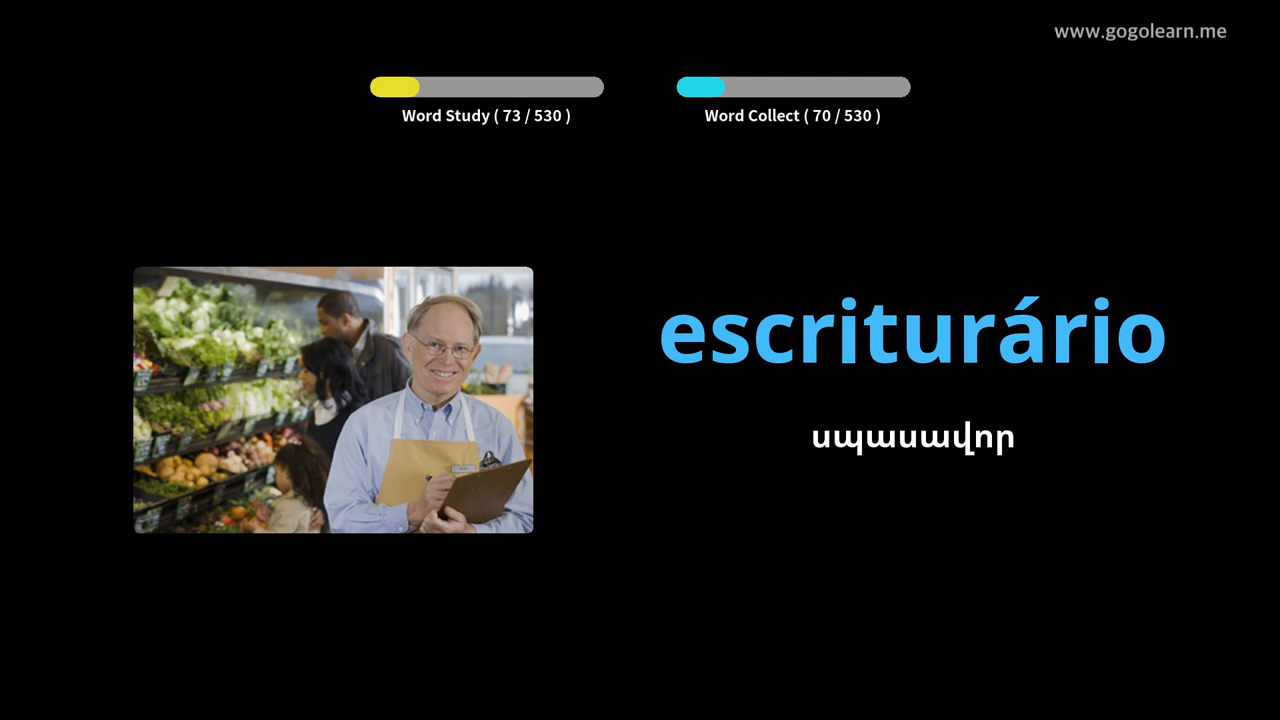 www.gogolearn.me
Word Study ( 73 / 530 )
Word Collect ( 70 / 530 )
escriturário
սպասավոր